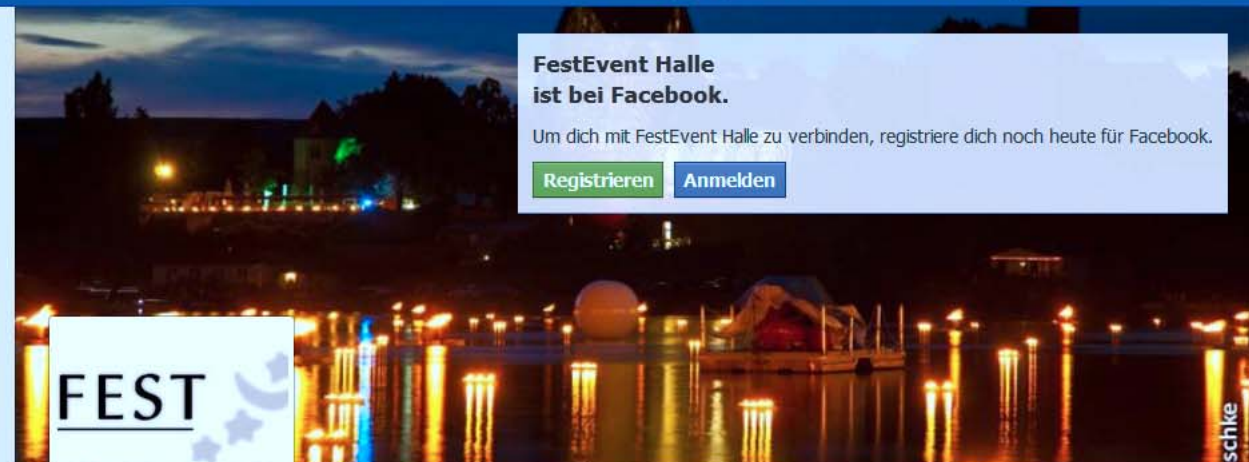 FestEvent Halle
ist bei Facebook.
Um dich mit FestEvent Halle zu verbinden, registriere dich noch heute für Facebook.
Registrieren Anmelden
FEST
schke